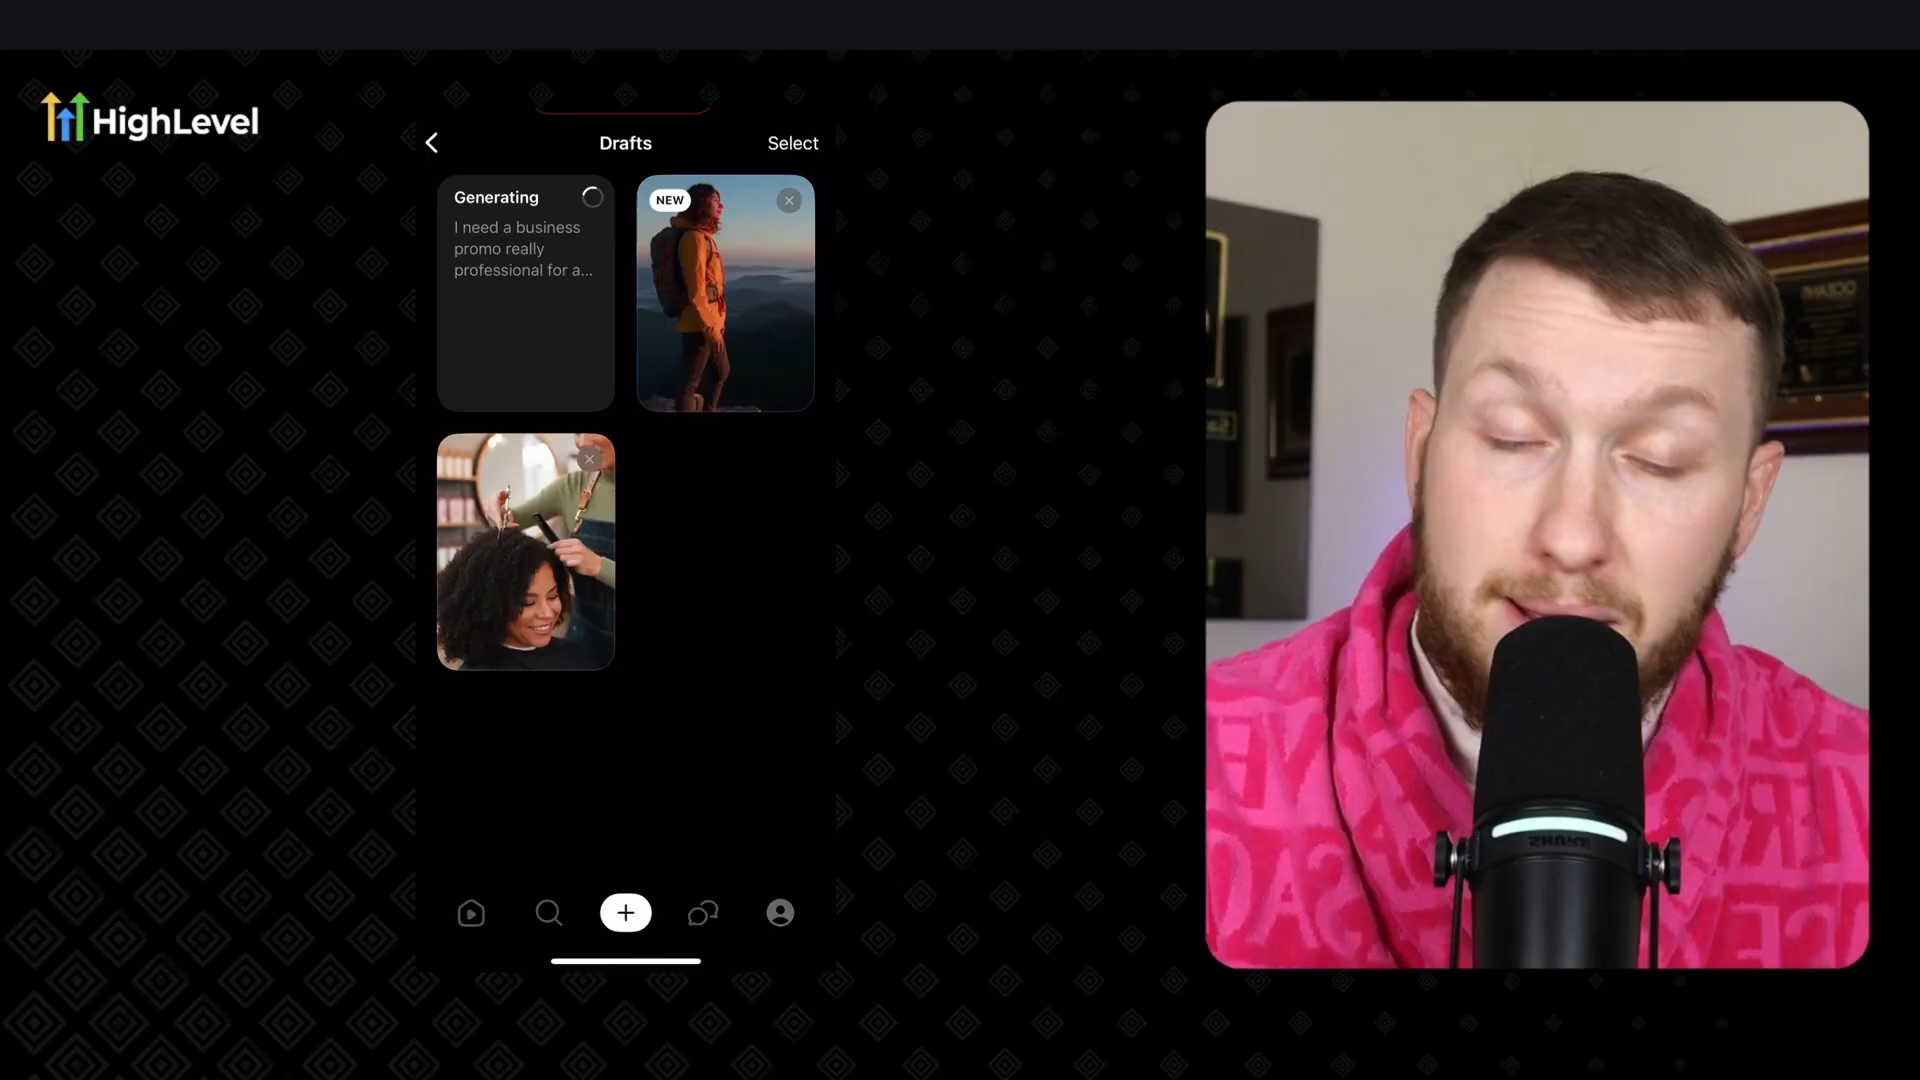 HighLevel
Drafts
Select
Generating
I need a business
promo really
professional for a...
NEW